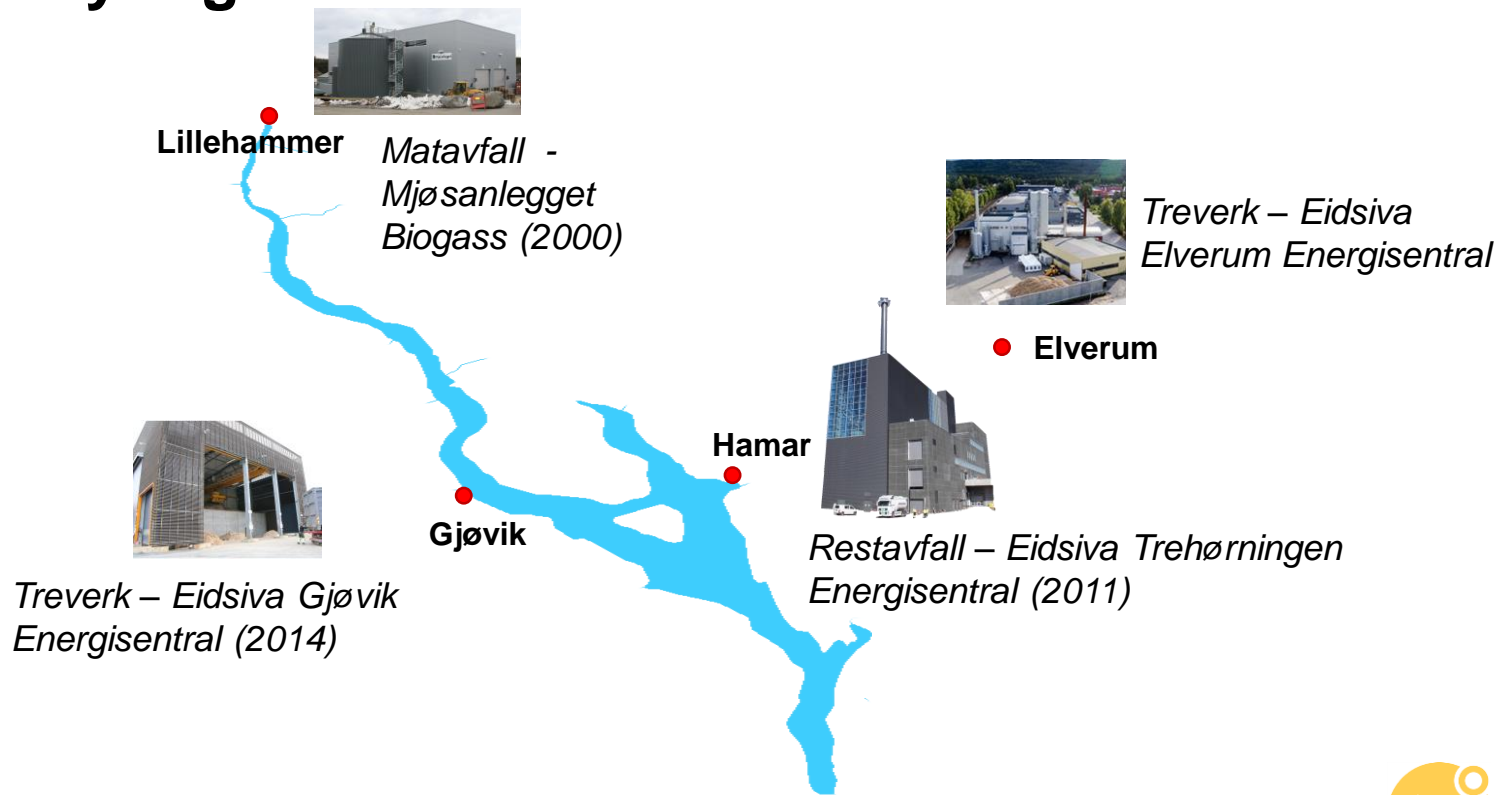 Lillehammer
Matavfall -
Mjøsanlegget
Biogass (2000)
Treverk – Eidsiva
Elverum Energisentral
Elverum
Hamar
Gjøvik
Restavfall – Eidsiva Trehørningen
Energisentral (2011)
Treverk – Eidsiva Gjøvik
Energisentral (2014)